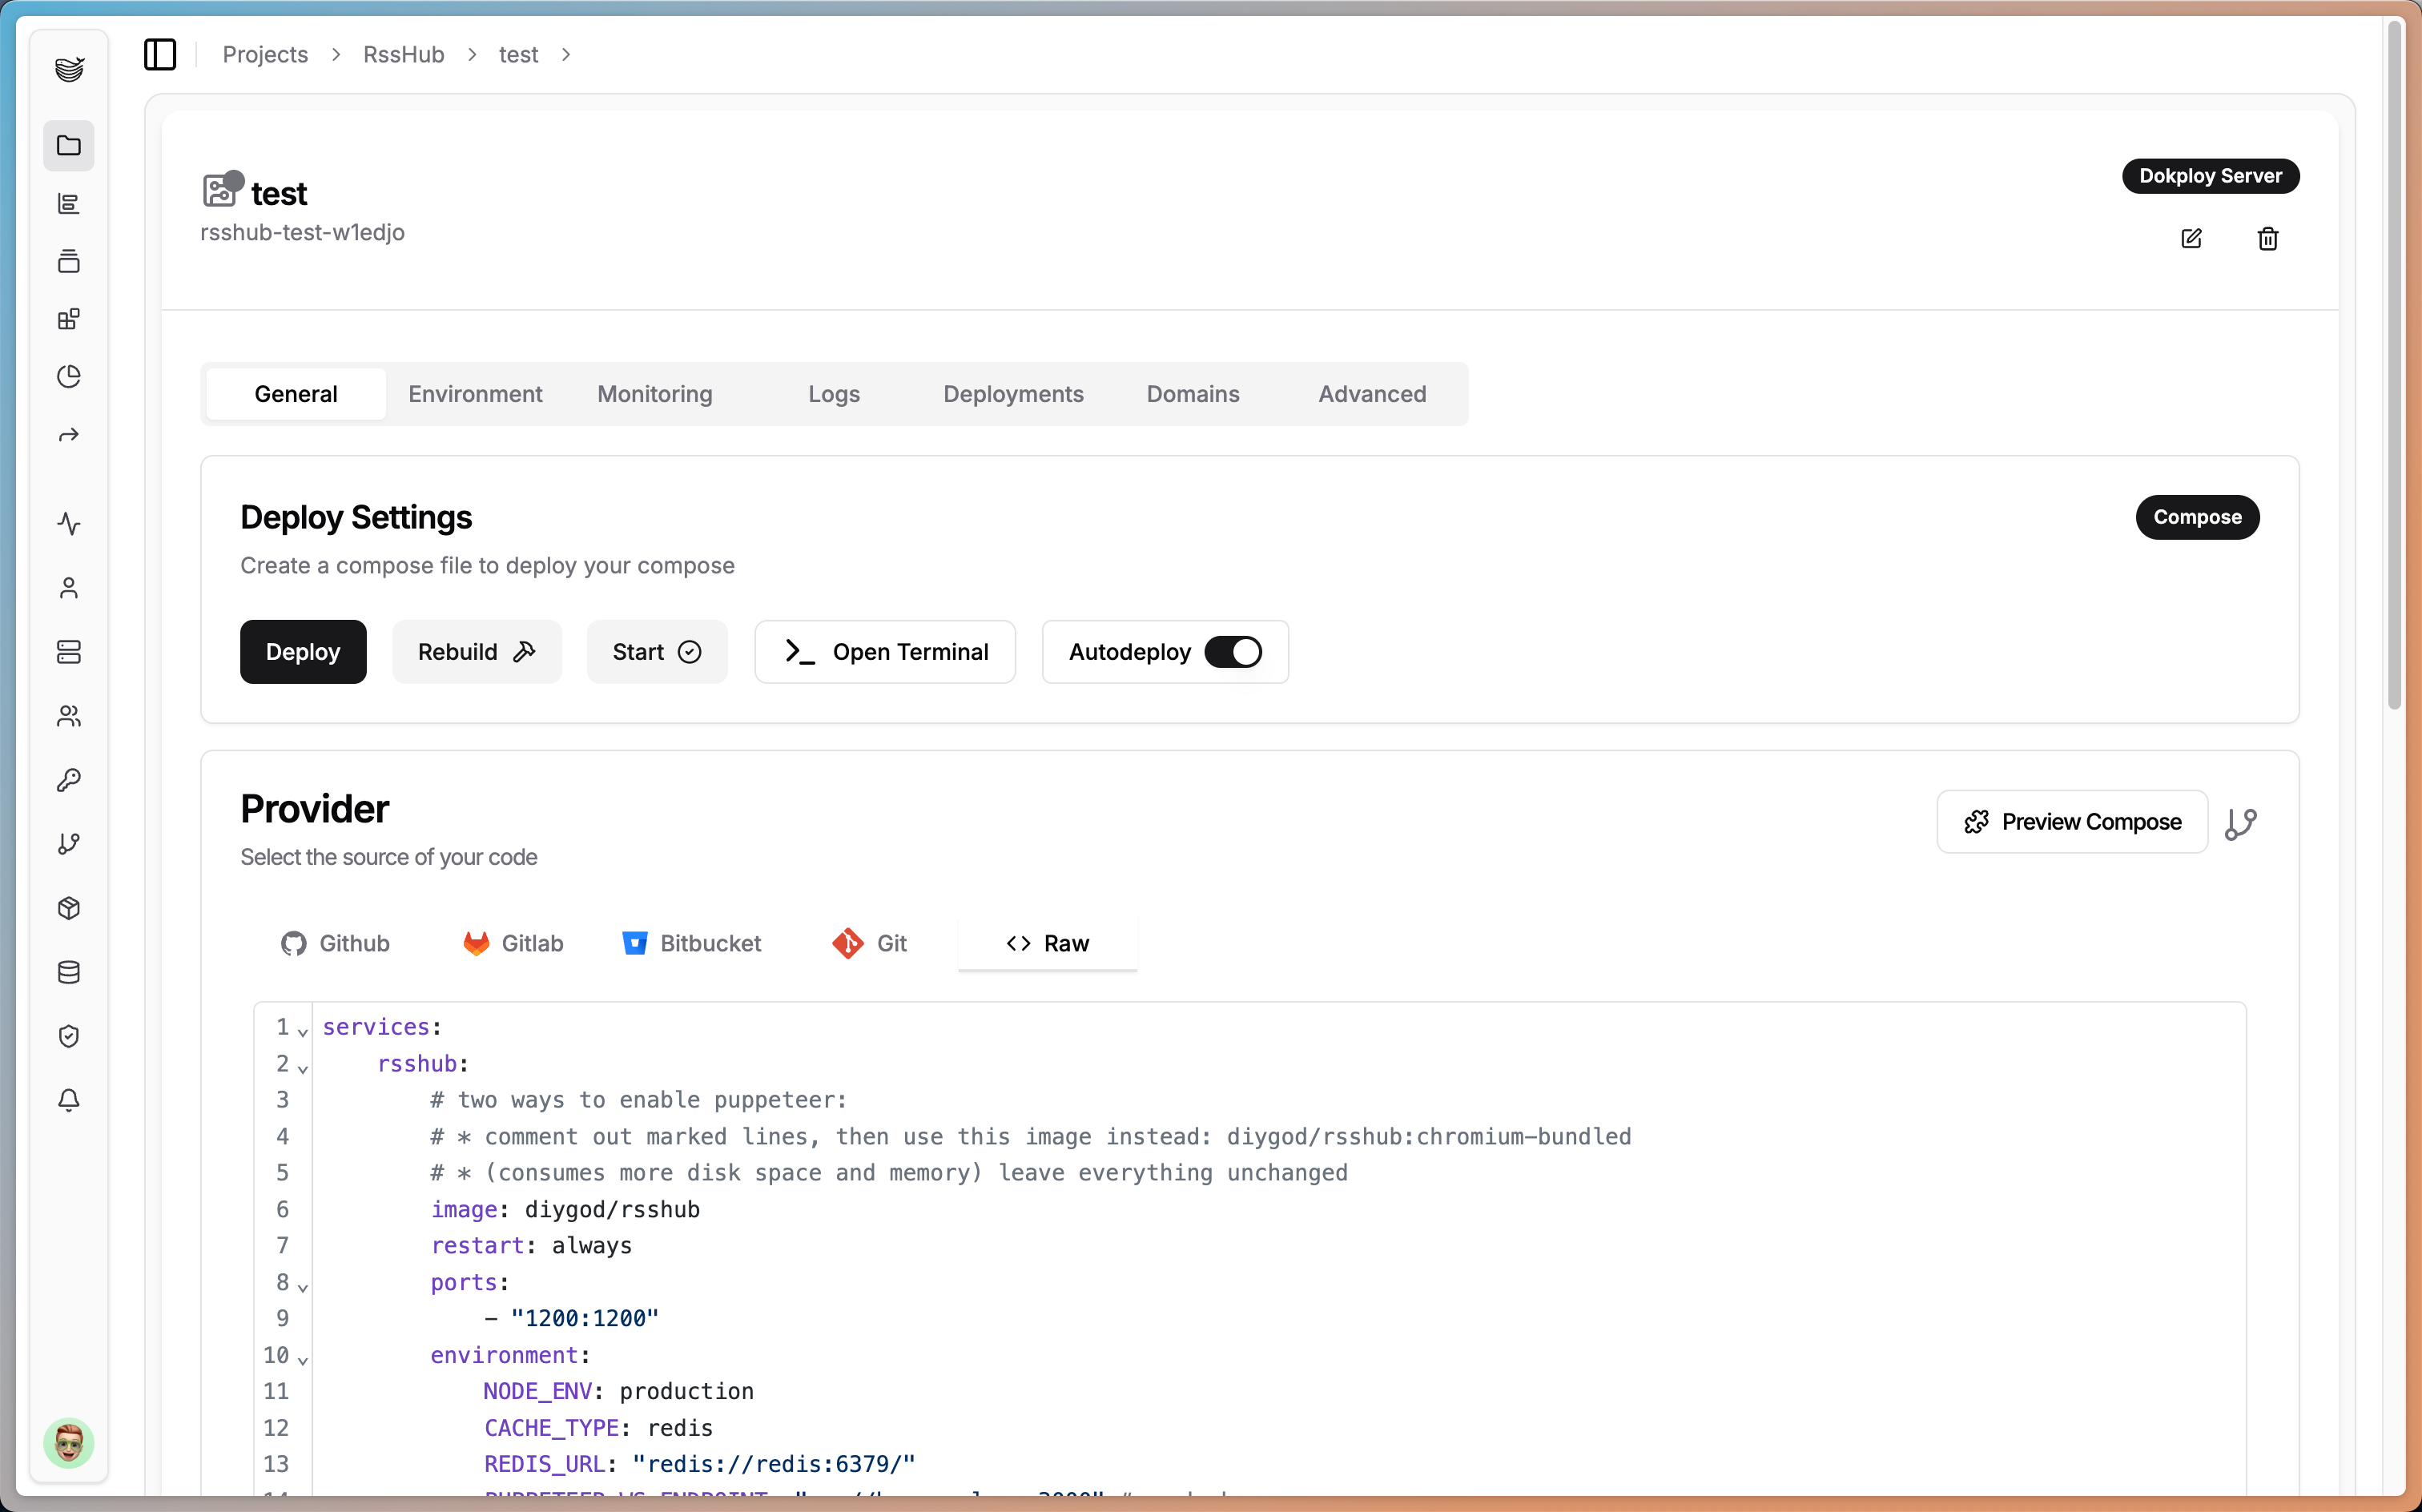 Projects > RssHub > test >
test
rsshub-test-w1edjo
Dokploy Server
General Environment Monitoring Logs Deployments Domains Advanced
Deploy Settings
Create a compose file to deploy your compose
Compose
Deploy Rebuild Start Open Terminal Autodeploy
Provider
Select the source of your code
Preview Compose
Github Gitlab Bitbucket Git Raw
1 services:
2 rsshub:
3 # two ways to enable puppeteer:
4 # * comment out marked lines, then use this image instead: diygod/rsshub:chromium-bundled
5 # * (consumes more disk space and memory) leave everything unchanged
6 image: diygod/rsshub
7 restart: always
8 ports:
9 - "1200:1200"
10 environment:
11 NODE_ENV: production
12 CACHE_TYPE: redis
13 REDIS_URL: "redis://redis:6379/"